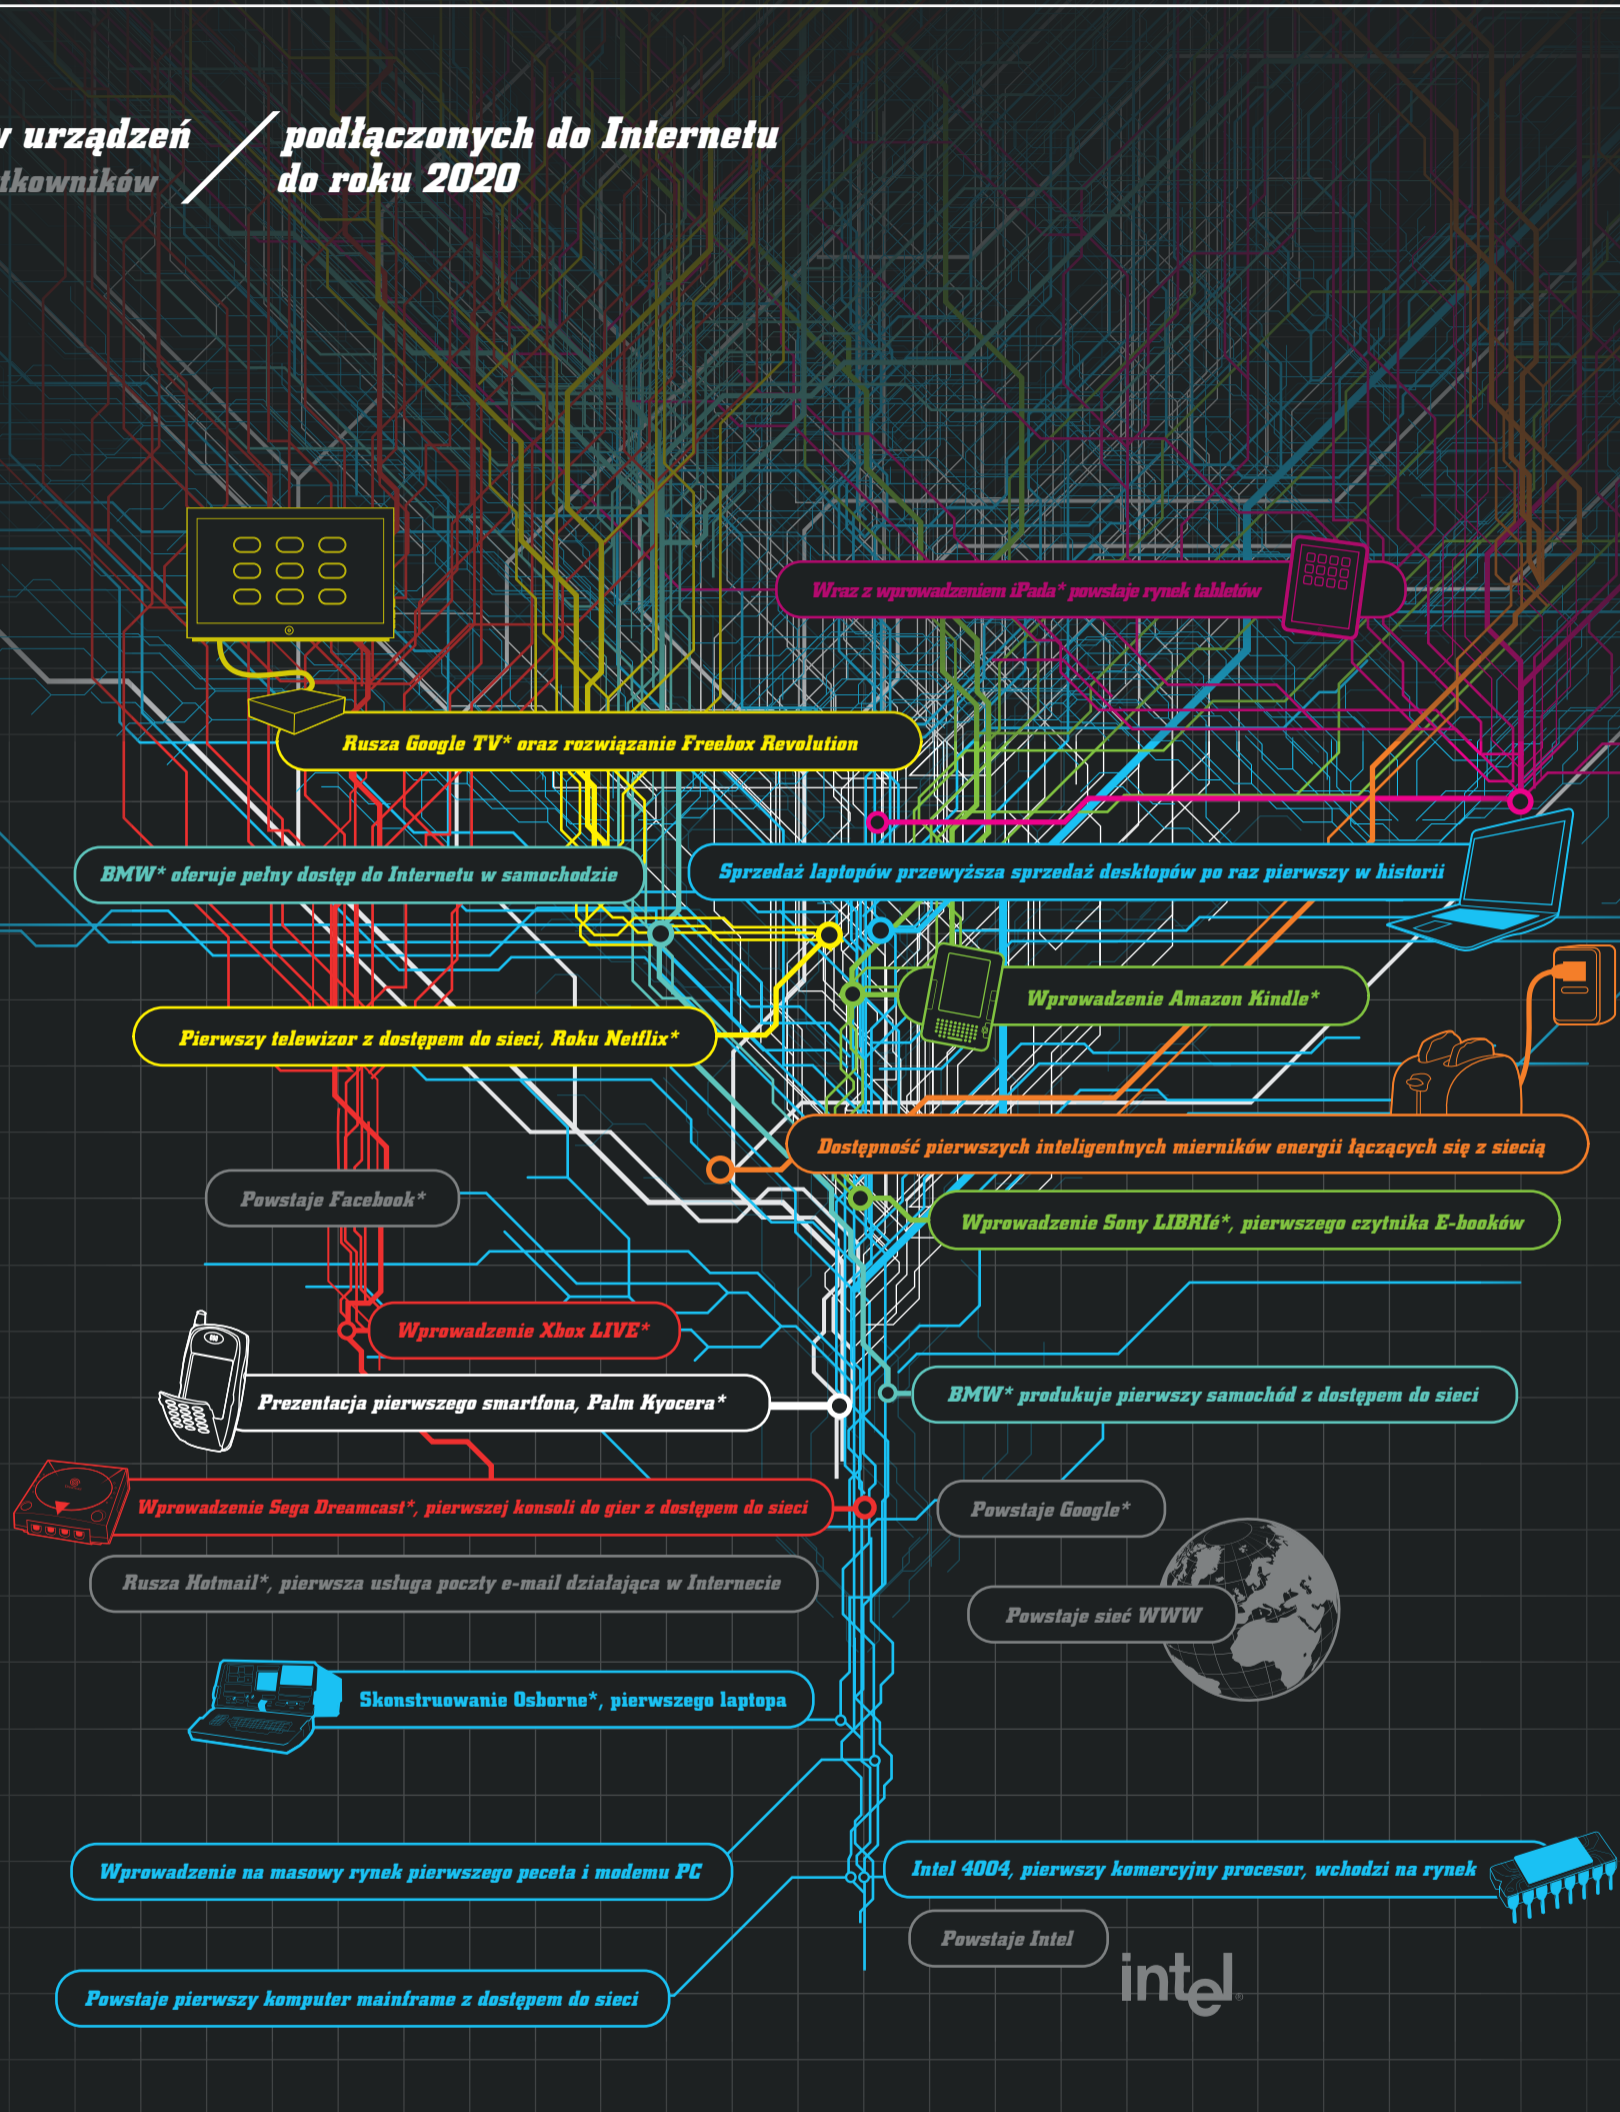 urządzeń
podłączonych do Internetu
tkowników
do roku 2020
Wraz z wprowadzeniem iPada* powstaje rynek tabletów
Rusza Google TV* oraz rozwiązanie Freebox Revolution
BMW* oferuje pełny dostęp do Internetu w samochodzie
Sprzedaż laptopów przewyższa sprzedaż desktopów po raz pierwszy w historii
Wprowadzenie Amazon Kindle*
Pierwszy telewizor z dostępem do sieci, Roku Netflix*
Dostępność pierwszych inteligentnych mierników energii łączących się z siecią
Powstaje Facebook*
Wprowadzenie Sony LIBRIé*, pierwszego czytnika E-booków
Wprowadzenie Xbox LIVE*
Prezentacja pierwszego smartfona, Palm Kyocera*
BMW* produkuje pierwszy samochód z dostępem do sieci
Wprowadzenie Sega Dreamcast*, pierwszej konsoli do gier z dostępem do sieci
Powstaje Google*
Rusza Hotmail*, pierwsza usługa poczty e-mail działająca w Internecie
Powstaje sieć WWW
Skonstruowanie Osborne*, pierwszego laptopa
Wprowadzenie na masowy rynek pierwszego peceta i modemu PC
Intel 4004, pierwszy komercyjny procesor, wchodzi na rynek
Powstaje Intel
intel®
Powstaje pierwszy komputer mainframe z dostępem do sieci